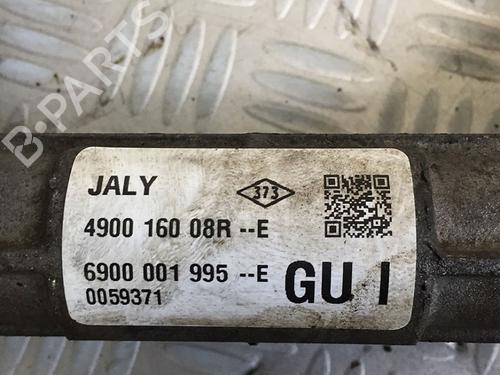 B-PARTS
JALY
373
4900 160 08R --E
6900 001 995 --E
0059371
GU I